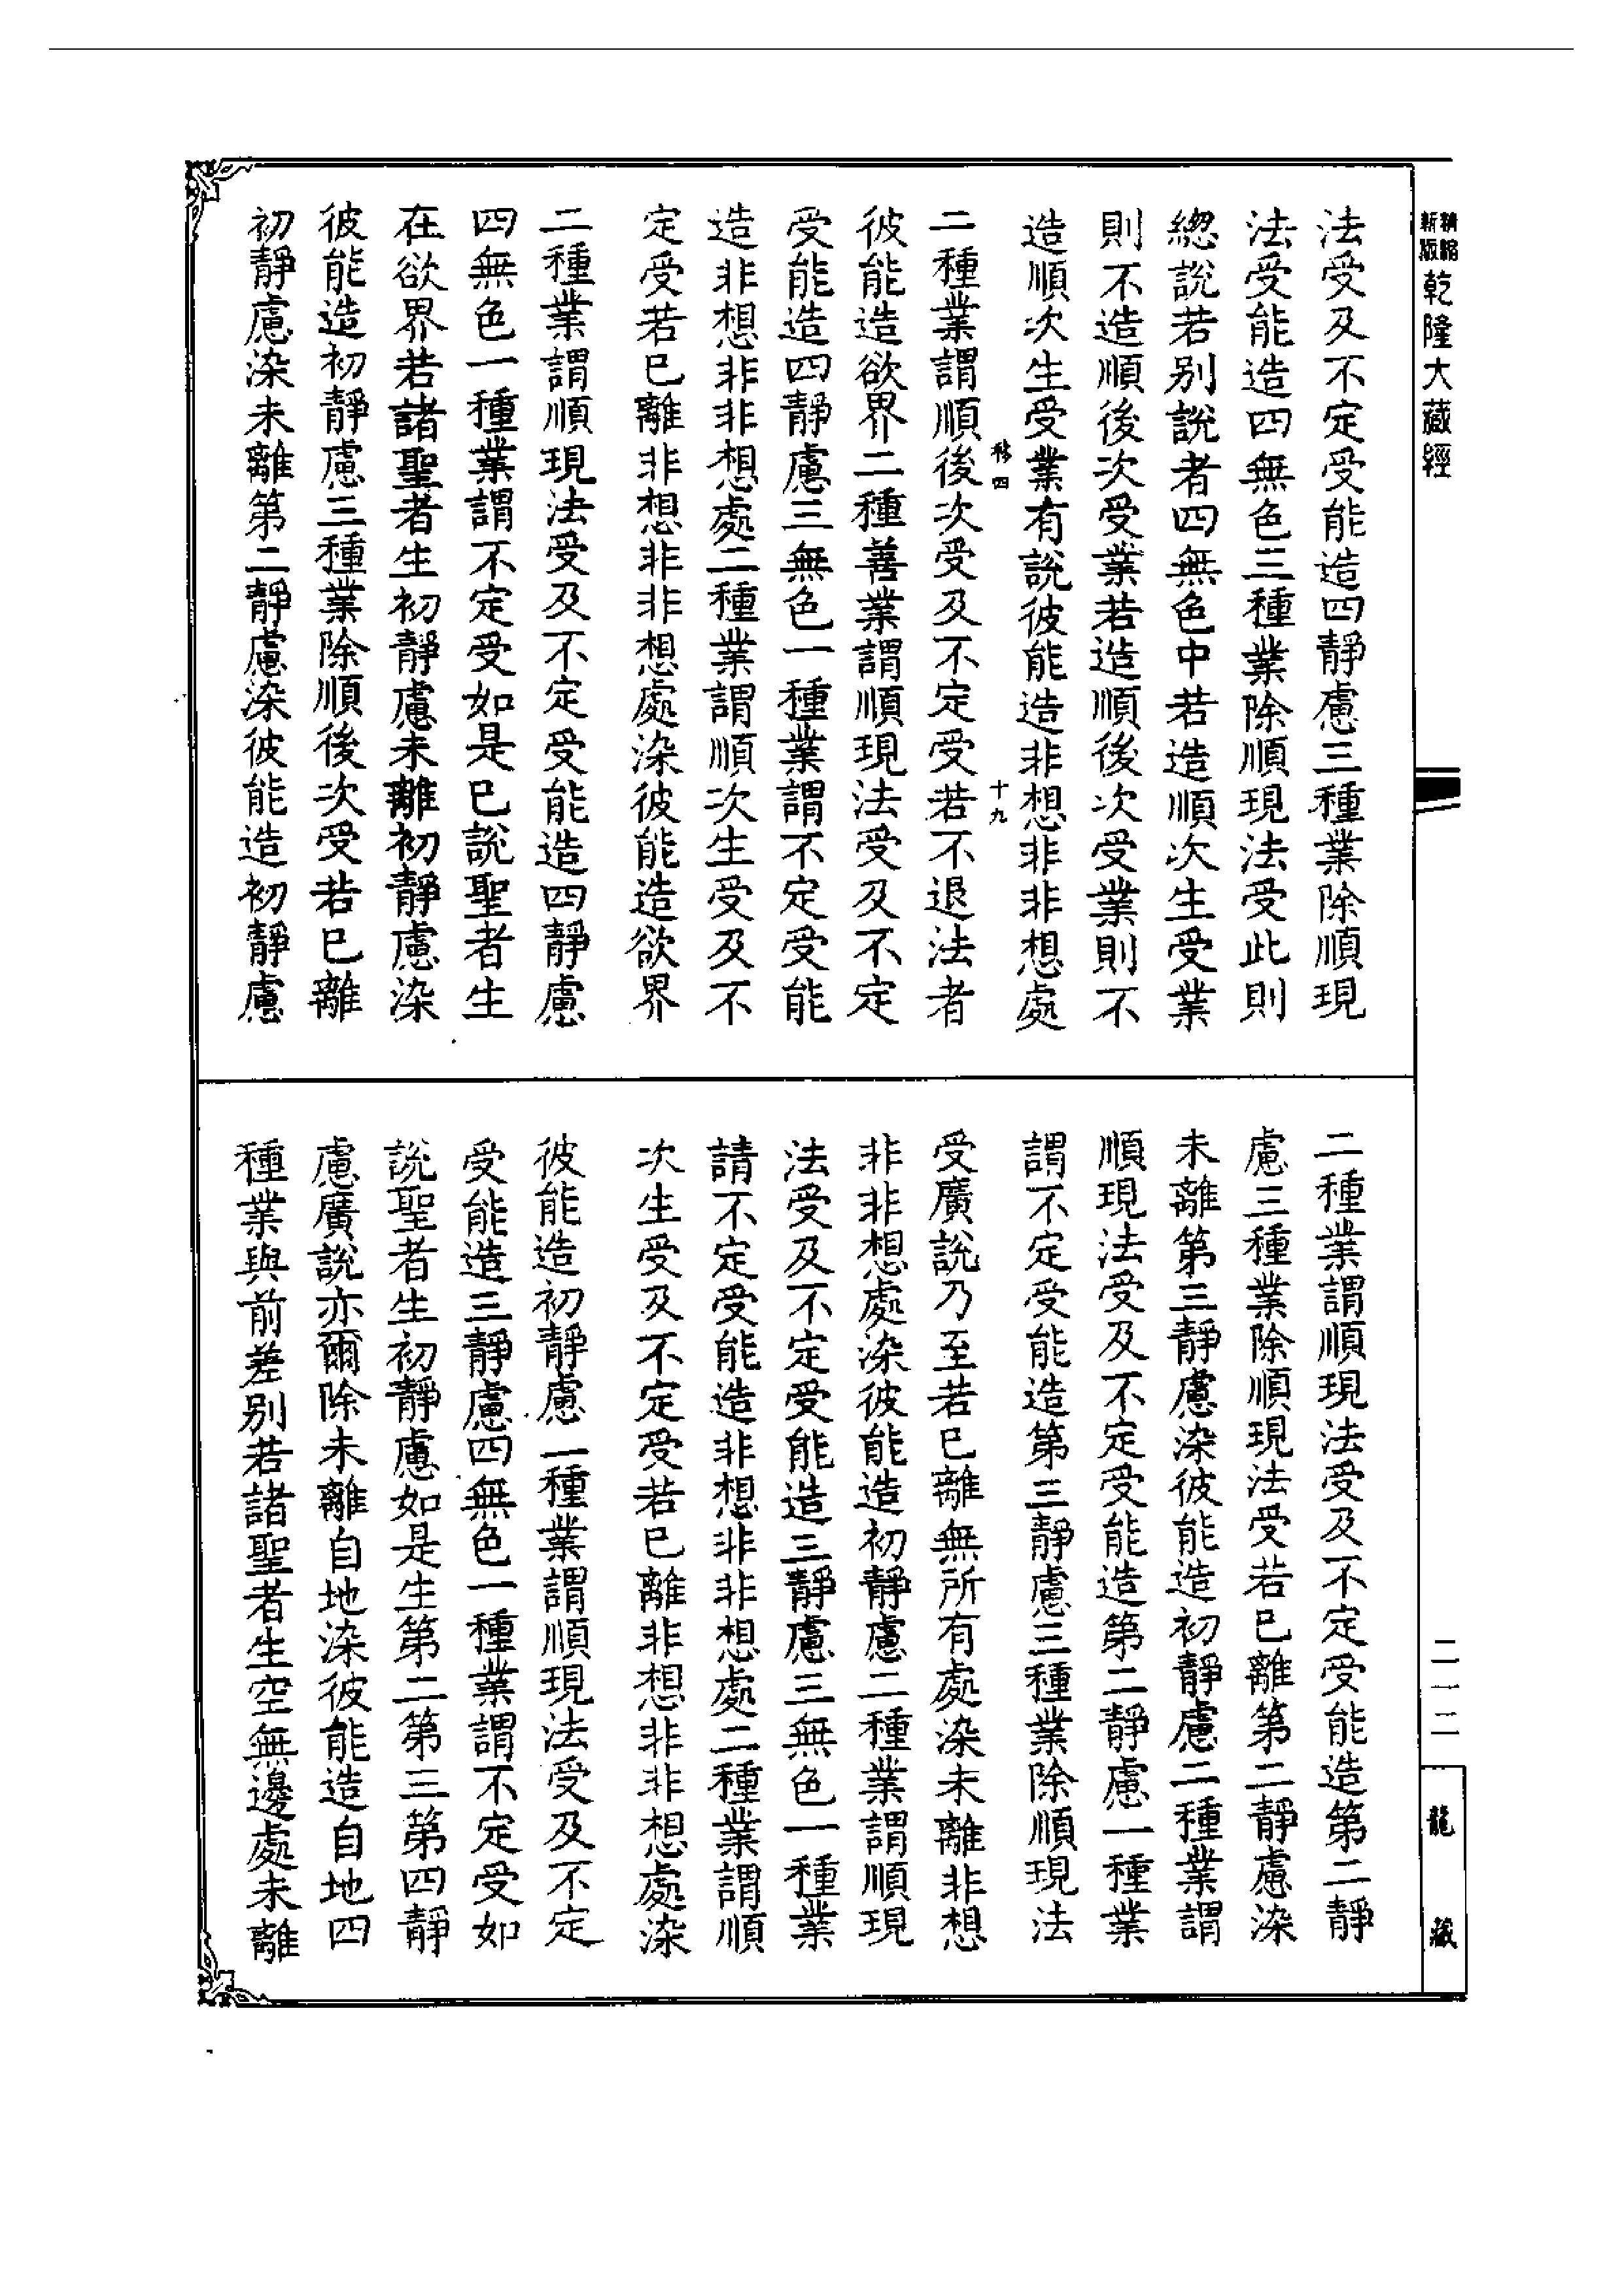 精縮
新版
乾隆大藏經
法受及不定受能造四靜慮三種業除順現
法受能造四無色三種業除順現法受此則
總說若别說者四無色中若造順次生受業
則不造順後次受業若造順後次受業則不
造順次生受業有說彼能造非想非非想處
移四
十九
二種業謂順後次受及不定受若不退法者
彼能造欲界二種善業謂順現法受及不定
受能造四靜慮三無色一種業謂不定受能
造非想非非想處二種業謂順次生受及不
定受若已離非想非非想處染彼能造欲界
二種業謂順現法受及不定受能造四靜慮
四無色一種業謂不定受如是已說聖者生
在欲界若諸聖者生初靜慮未離初靜慮染
彼能造初靜慮三種業除順後次受若已離
初靜慮染未離第二靜慮染彼能造初靜慮
二種業謂順現法受及不定受能造第二靜
慮三種業除順現法受若已離第二靜慮染
未離第三靜慮染彼能造初靜慮二種業謂
順現法受及不定受能造第二靜慮一種業
謂不定受能造第三靜慮三種業除順現法
受廣說乃至若已離無所有處染未離非想
非非想處染彼能造初靜慮二種業謂順現
法受及不定受能造三靜慮三無色一種業
請不定受能造非想非非想處二種業謂順
次生受及不定受若已離非想非非想處染
彼能造初靜慮二種業謂順現法受及不定
受能造三靜慮四無色一種業謂不定受如
說聖者生初靜慮如是生第二第三第四靜
慮廣說亦爾除未離自地染彼能造自地四
種業與前差别若諸聖者生空無邊處未離
二一二
龍藏